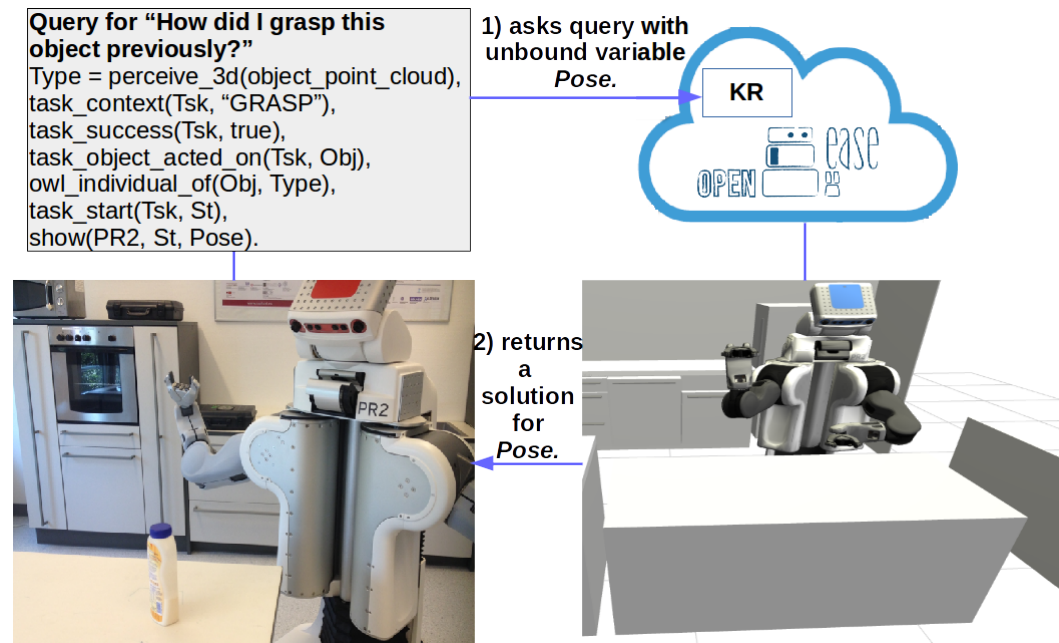 Query for “How did I grasp this
object previously?”
Type = perceive_3d(object_point_cloud),
task_context(Tsk, “GRASP”),
task_success(Tsk, true),
task_object_acted_on(Tsk, Obj),
owl_individual_of(Obj, Type),
task_start(Tsk, St),
show(PR2, St, Pose).
1) asks query with
unbound variable
Pose.
KR
OPEN ease
2) returns
a
solution
for
Pose.
PR2